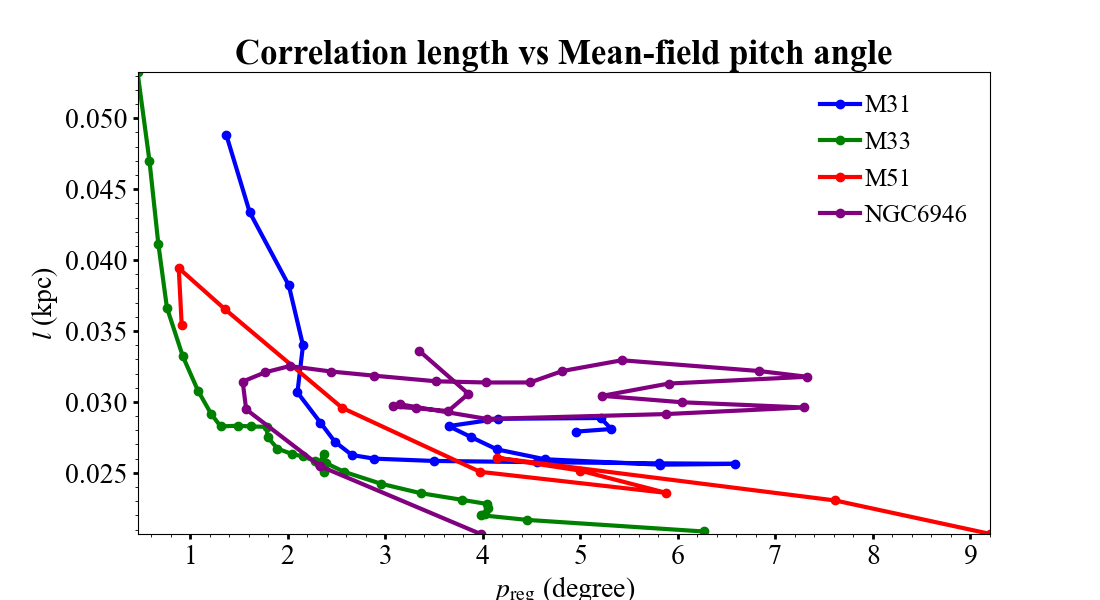 Correlation length vs Mean-field pitch angle
0.050
0.045
0.040
0.035
0.030
0.025
l (kpc)
M31
M33
M51
NGC6946
1 2 3 4 5 6 7 8 9
p_reg (degree)